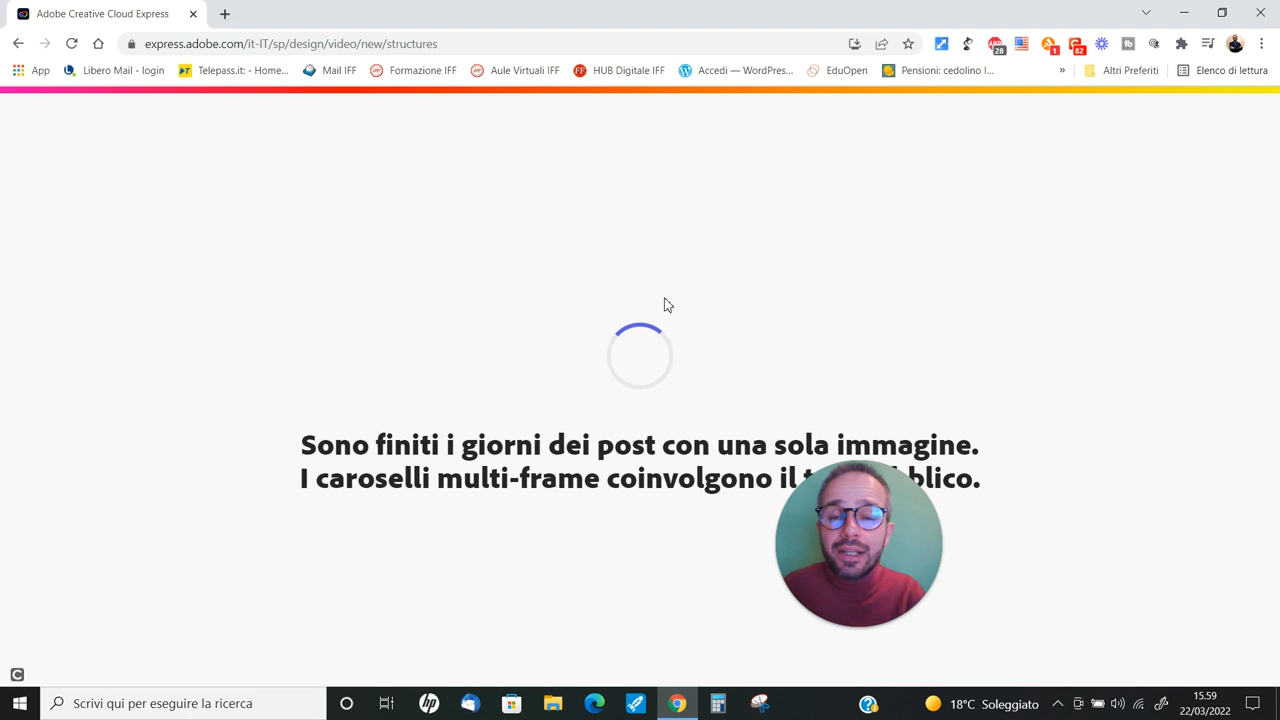 Adobe Creative Cloud Express
express.adobe.com/it-IT/sp/design/video/new/structures
28
1
82
App
Libero Mail - login
Telepass.it: - Home...
Mail IFF
Formazione IFF
Aule Virtuali IFF
HUB Digitale IFF
Accedi — WordPres...
EduOpen
Pensioni: cedolino l...
»
Altri Preferiti
Elenco di lettura
Sono finiti i giorni dei post con una sola immagine.
I caroselli multi-frame coinvolgono il
Scrivi qui per eseguire la ricerca
18°C Soleggiato
15.59
22/03/2022